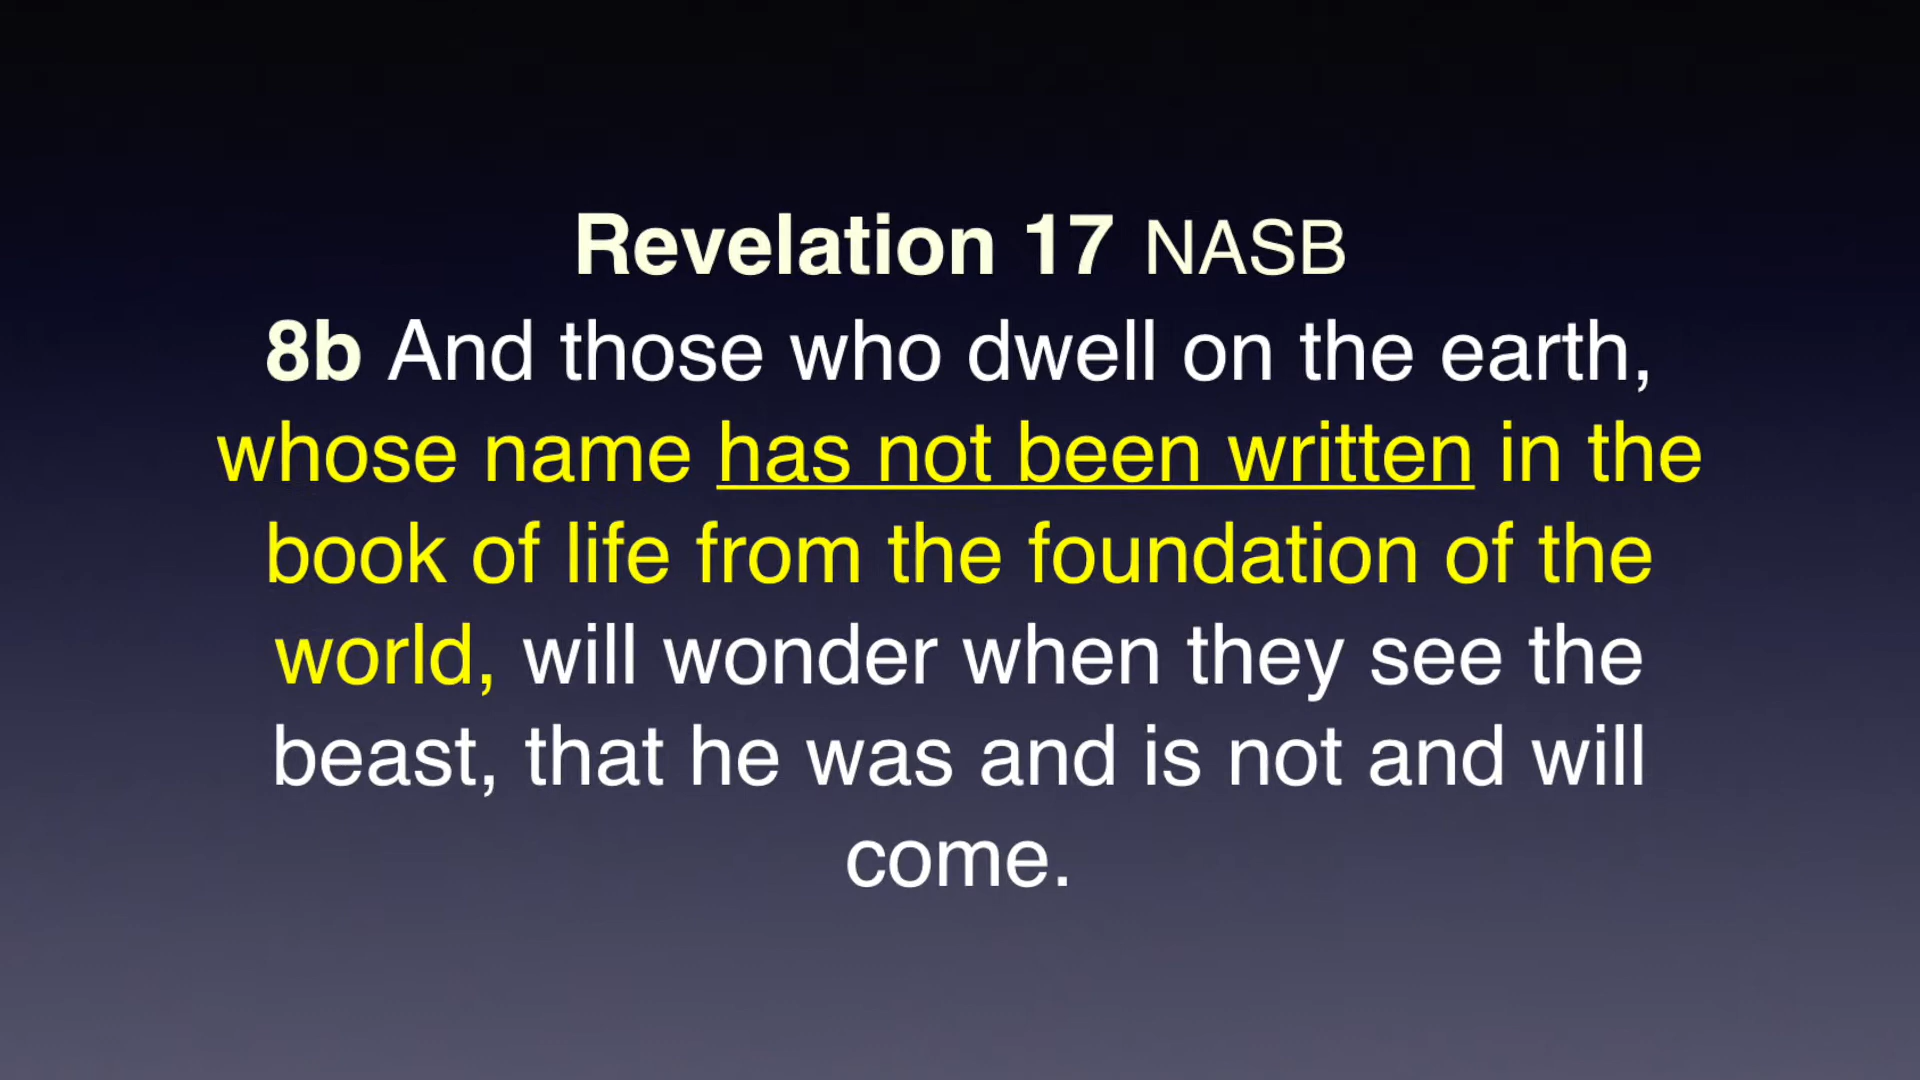 Revelation 17 NASB
8b And those who dwell on the earth,
whose name has not been written in the
book of life from the foundation of the
world, will wonder when they see the
beast, that he was and is not and will
come.